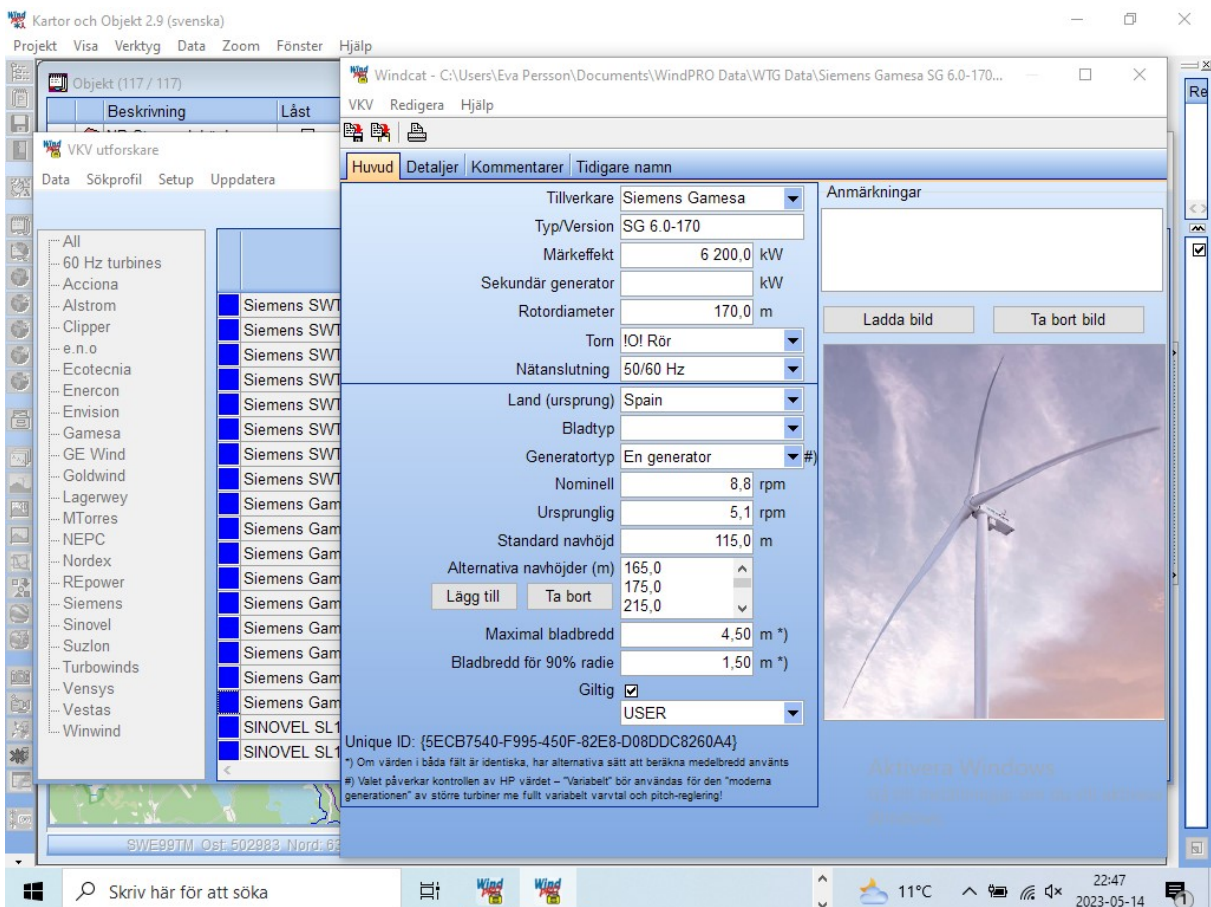 Kartor och Objekt 2.9 (svenska)
Projekt Visa Verktyg Data Zoom Fönster Hjälp
Objekt (117 / 117)
Beskrivning Låst
VKV utforskare
Data Sökprofil Setup Uppdatera
All
60 Hz turbines
Acciona
Alstrom
Clipper
e.n.o
Ecotecnia
Enercon
Envision
Gamesa
GE Wind
Goldwind
Lagerwey
MTorres
NEPC
Nordex
REpower
Siemens
Sinovel
Suzlon
Turbowinds
Vensys
Vestas
Winwind
Siemens SWT
Siemens SWT
Siemens SWT
Siemens SWT
Siemens SWT
Siemens SWT
Siemens SWT
Siemens SWT
Siemens Gam
Siemens Gam
Siemens Gam
Siemens Gam
Siemens Gam
Siemens Gam
Siemens Gam
Siemens Gam
Siemens Gam
SINOVEL SL1
SINOVEL SL1
Windcat - C:\Users\Eva Persson\Documents\WindPRO Data\WTG Data\Siemens Gamesa SG 6.0-170...
VKV Redigera Hjälp
Huvud Detaljer Kommentarer Tidigare namn
Tillverkare Siemens Gamesa
Typ/Version SG 6.0-170
Märkeffekt 6 200,0 kW
Sekundär generator kW
Rotordiameter 170,0 m
Torn !O! Rör
Nätanslutning 50/60 Hz
Land (ursprung) Spain
Bladtyp
Generatortyp En generator #)
Nominell 8,8 rpm
Ursprunglig 5,1 rpm
Standard navhöjd 115,0 m
Alternativa navhöjder (m) 165,0
175,0
215,0
Lägg till Ta bort
Maximal bladbredd 4,50 m *)
Bladbredd för 90% radie 1,50 m *)
Giltig
USER
Unique ID: {5ECB7540-F995-450F-82E8-D08DDC8260A4}
*) Om värden i båda fält är identiska, har alternativa sätt att beräkna medelbredd använts
#) Valet påverkar kontrollen av HP värdet – "Variabelt" bör användas för den "moderna
generationen" av större turbiner me fullt variabelt varvtal och pitch-reglering!
Anmärkningar
Ladda bild Ta bort bild
Aktivera Windows
Re
SWE99TM Ost: 502983 Nord: 6
Skriv här för att söka
11°C
22:47
2023-05-14
1